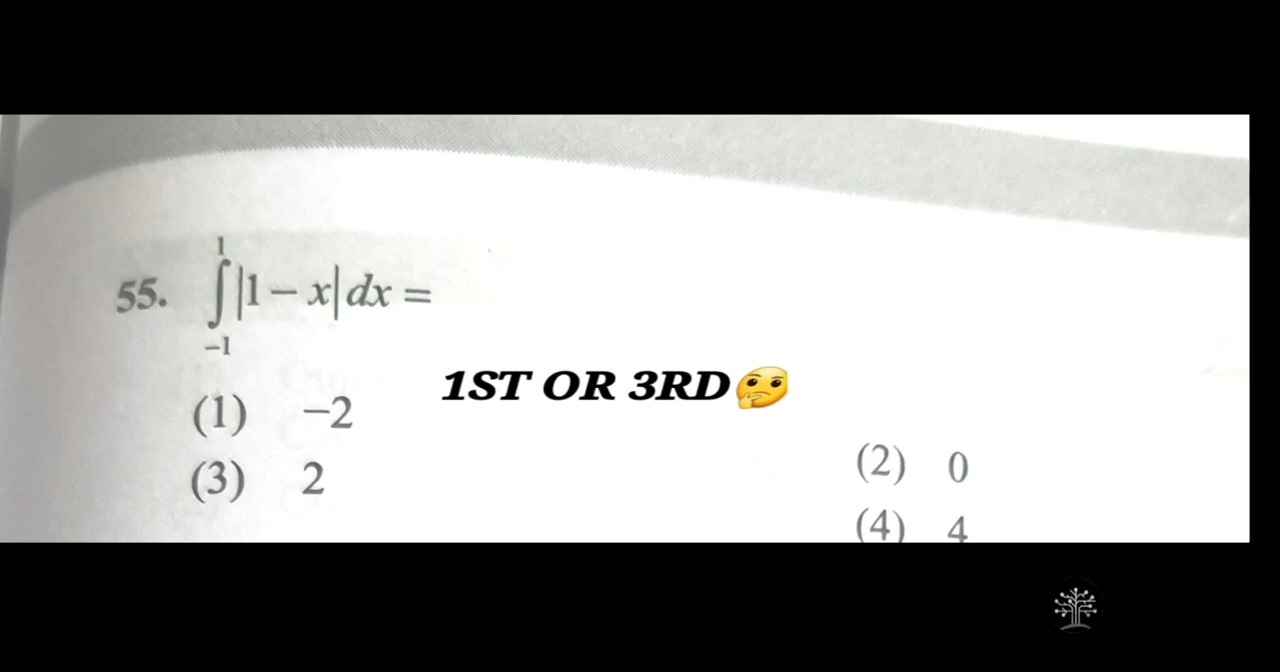 55. ∫₋₁¹ |1 – x| dx =
1ST OR 3RD🤔
(1) –2
(2) 0
(3) 2
(4) 4